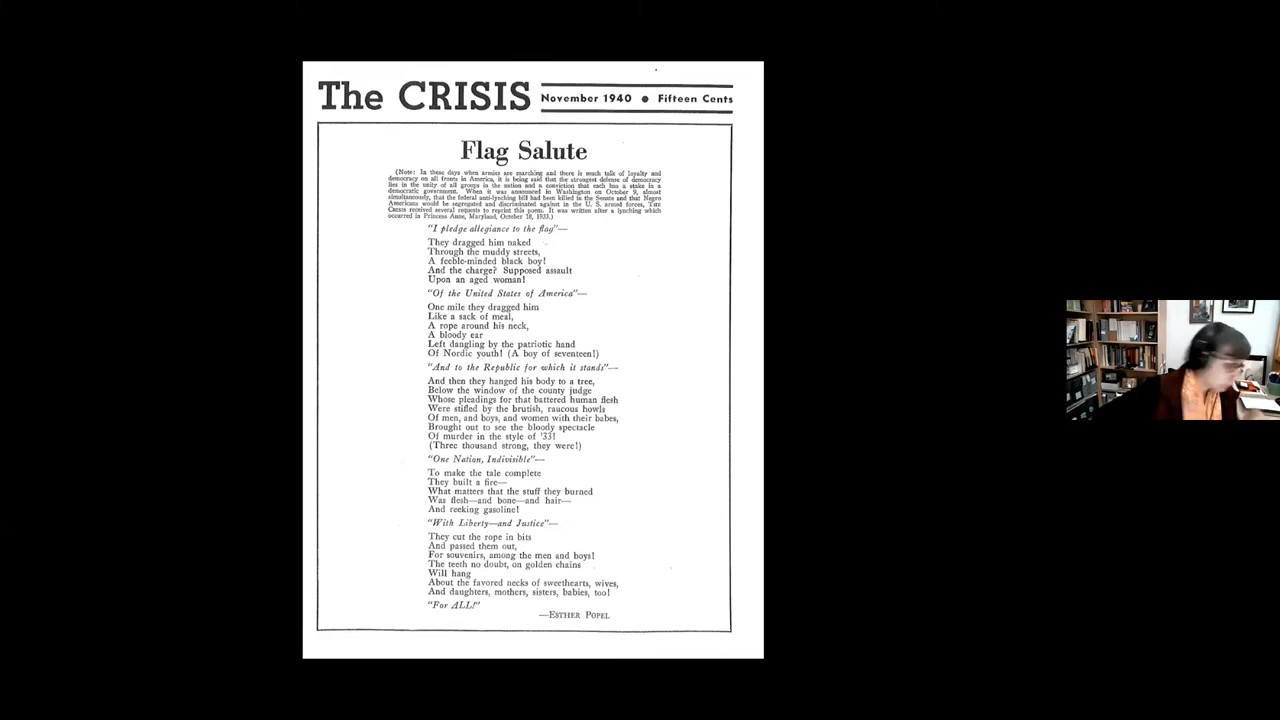 The CRISIS November 1940 ● Fifteen Cents
Flag Salute
(Note: In these days when armies are marching and there is much talk of loyalty and
democracy on all fronts in America, it is being said that the strongest defense of democracy
lies in the unity of all groups in the nation and a conviction that each has a stake in a
democratic government. When it was announced in Washington on October 9, almost
simultaneously, that the federal anti-lynching bill had been killed in the Senate and that Negro
Americans would be segregated and discriminated against in the U. S. armed forces, THE
CRISIS received several requests to reprint this poem. It was written after a lynching which
occurred in Princess Anne, Maryland, October 18, 1933.)
"I pledge allegiance to the flag"—
They dragged him naked
Through the muddy streets,
A feeble-minded black boy!
And the charge? Supposed assault
Upon an aged woman!
"Of the United States of America"—
One mile they dragged him
Like a sack of meal,
A rope around his neck,
A bloody ear
Left dangling by the patriotic hand
Of Nordic youth! (A boy of seventeen!)
"And to the Republic for which it stands"—
And then they hanged his body to a tree,
Below the window of the county judge
Whose pleadings for that battered human flesh
Were stifled by the brutish, raucous howls
Of men, and boys, and women with their babes,
Brought out to see the bloody spectacle
Of murder in the style of '33!
(Three thousand strong, they were!)
"One Nation, Indivisible"—
To make the tale complete
They built a fire—
What matters that the stuff they burned
Was flesh—and bone—and hair—
And reeking gasoline!
"With Liberty—and Justice"—
They cut the rope in bits
And passed them out,
For souvenirs, among the men and boys!
The teeth no doubt, on golden chains
Will hang
About the favored necks of sweethearts, wives,
And daughters, mothers, sisters, babies, too!
"For ALL!"
—ESTHER POPEL